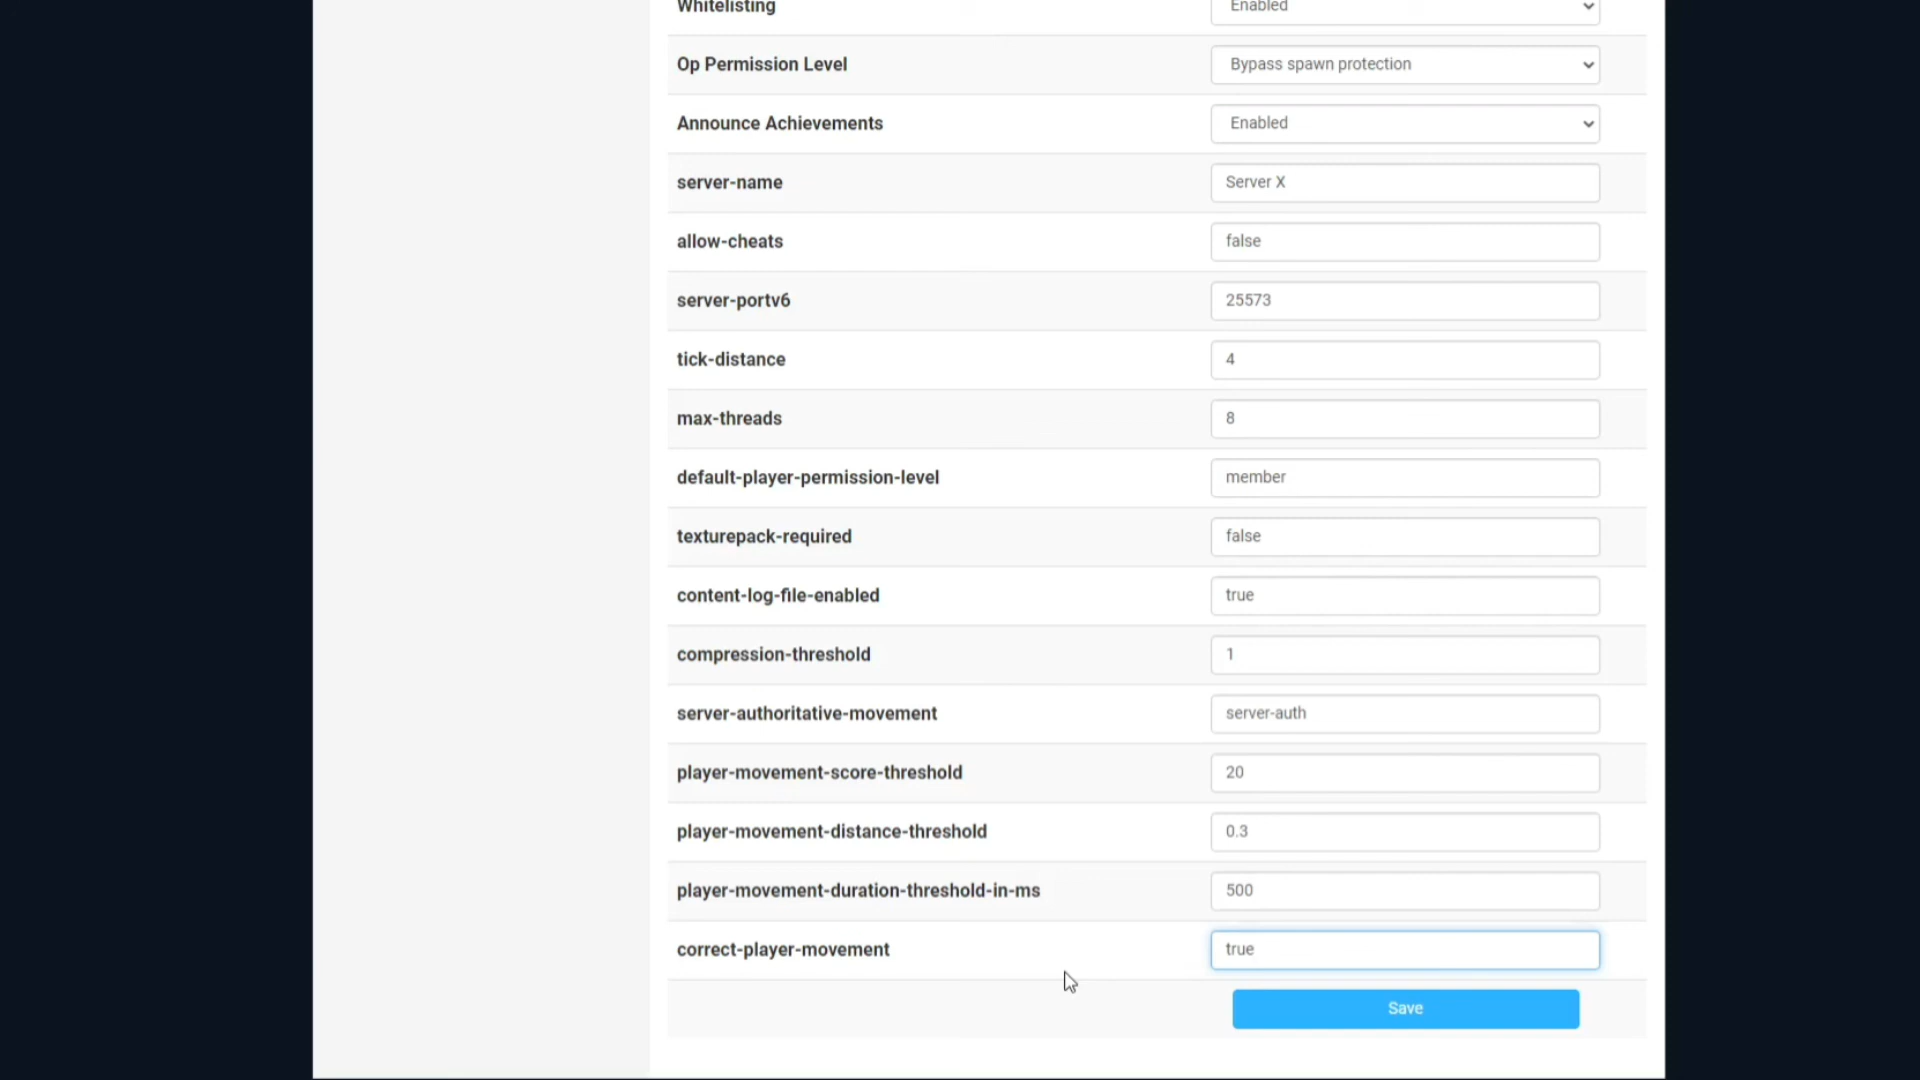 Whitelisting Enabled
Op Permission Level Bypass spawn protection
Announce Achievements Enabled
server-name Server X
allow-cheats false
server-portv6 25573
tick-distance 4
max-threads 8
default-player-permission-level member
texturepack-required false
content-log-file-enabled true
compression-threshold 1
server-authoritative-movement server-auth
player-movement-score-threshold 20
player-movement-distance-threshold 0.3
player-movement-duration-threshold-in-ms 500
correct-player-movement true
Save